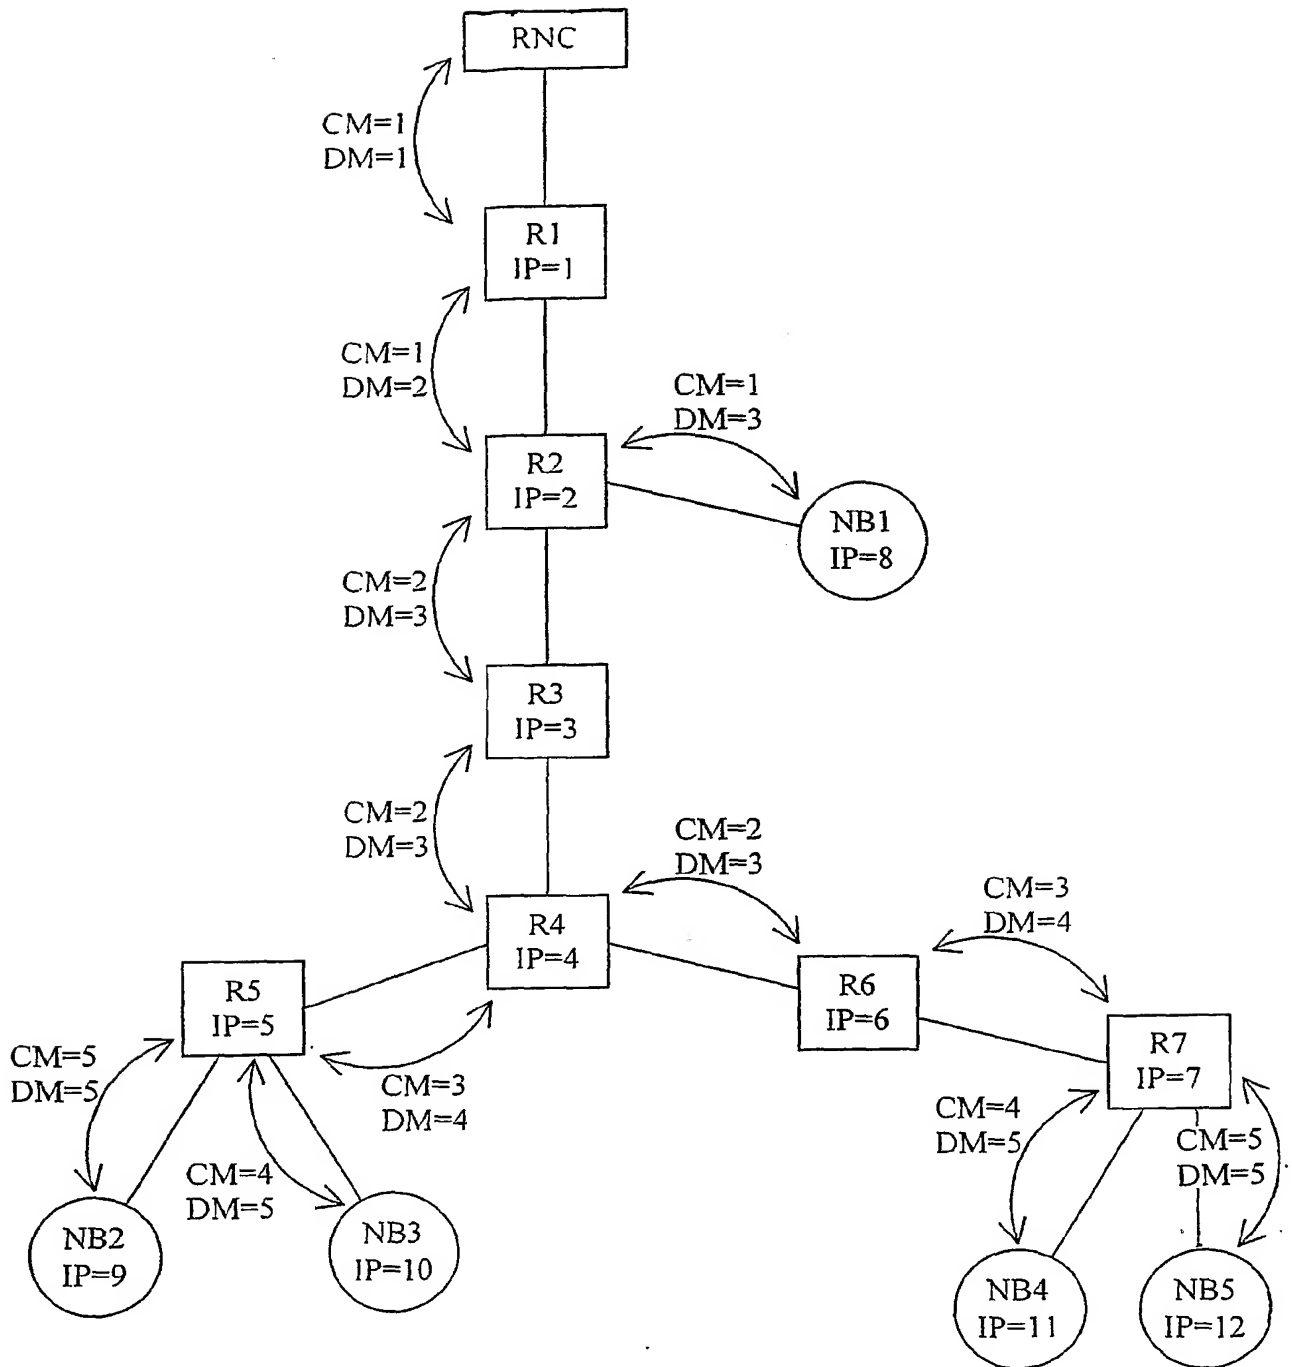 RNC
CM=1
DM=1
R1
IP=1
CM=1
DM=2
CM=1
DM=3
R2
IP=2
NB1
IP=8
CM=2
DM=3
R3
IP=3
CM=2
DM=3
CM=2
DM=3
CM=3
DM=4
R4
IP=4
R5
IP=5
R6
IP=6
R7
IP=7
CM=5
DM=5
CM=3
DM=4
CM=4
DM=5
CM=5
DM=5
CM=4
DM=5
NB2
IP=9
NB3
IP=10
NB4
IP=11
NB5
IP=12